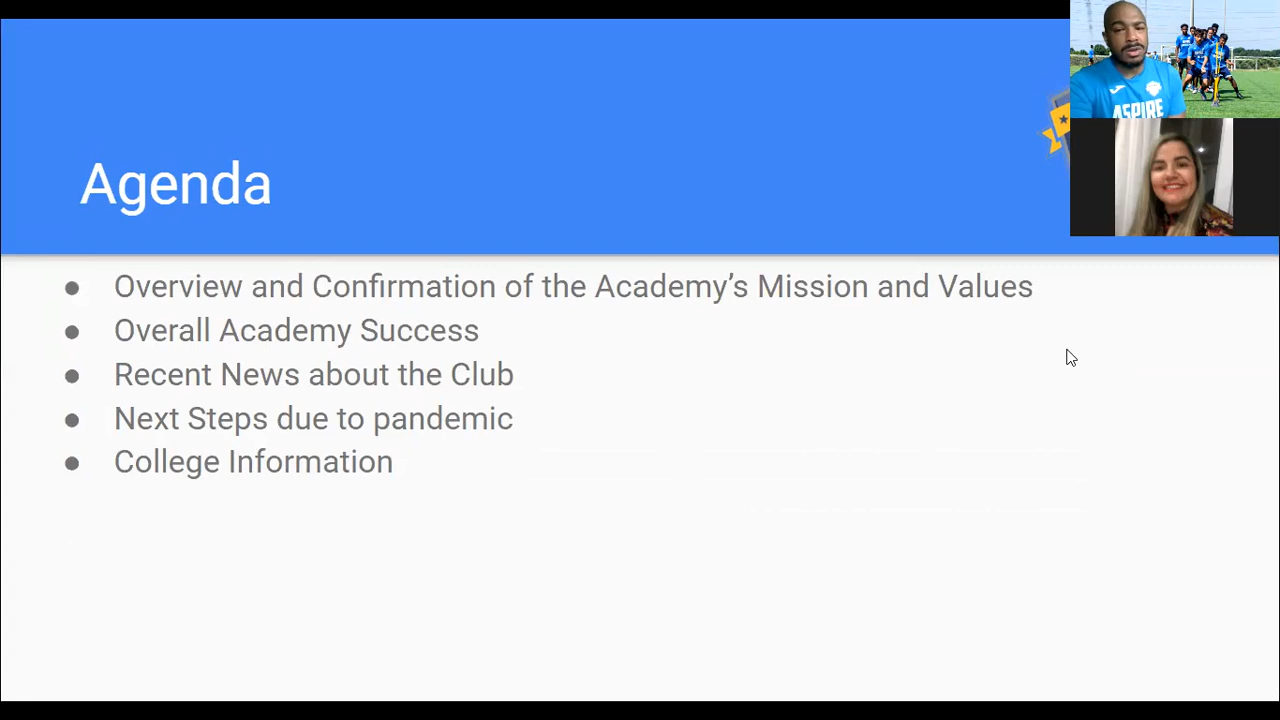 ASPIRE
Agenda
Overview and Confirmation of the Academy’s Mission and Values
Overall Academy Success
Recent News about the Club
Next Steps due to pandemic
College Information